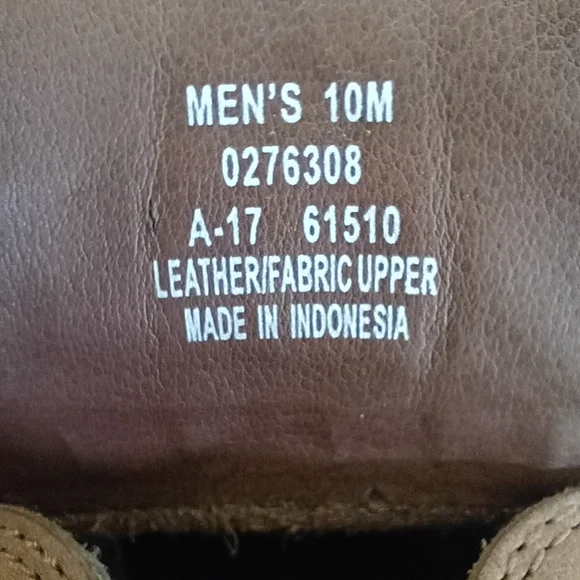 MEN'S 10M
0276308
A-17 61510
LEATHER/FABRIC UPPER
MADE IN INDONESIA